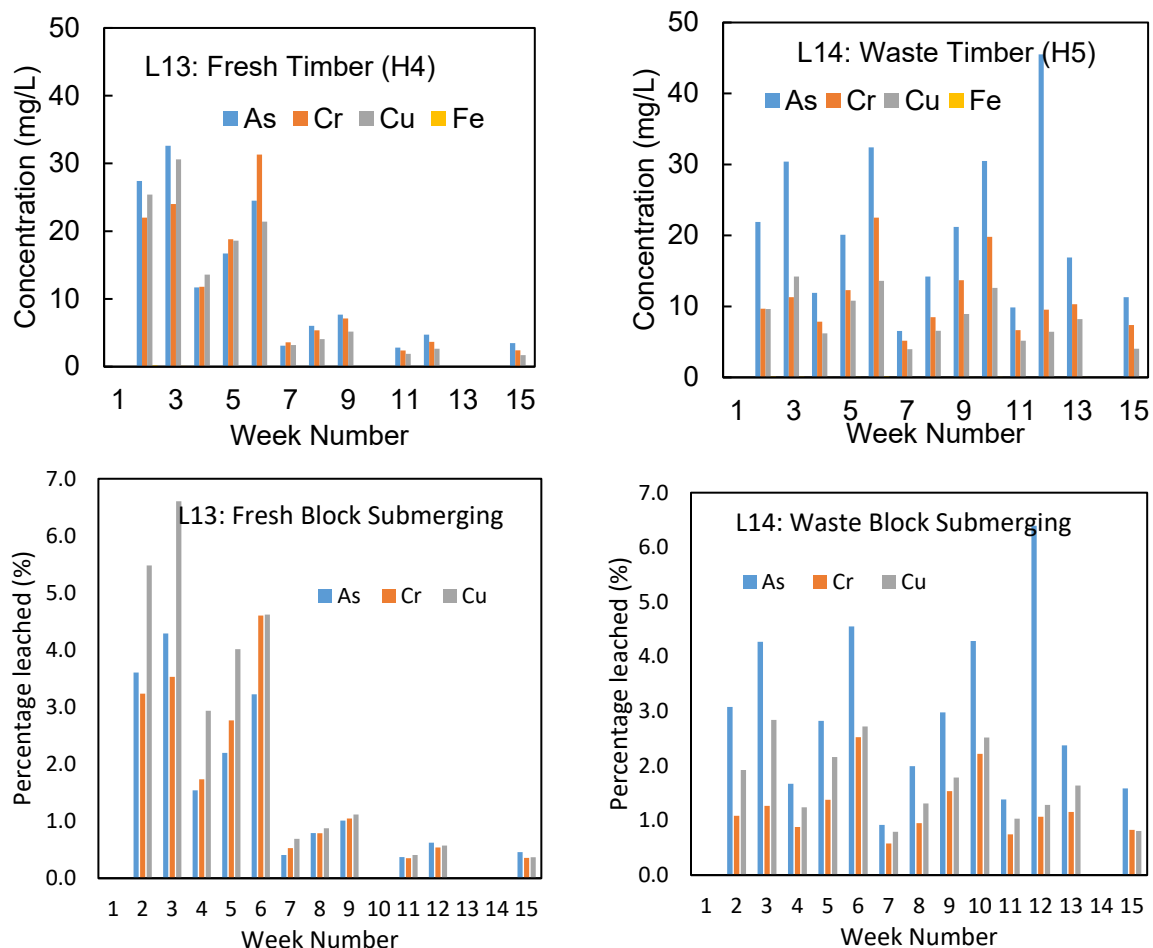 50
40
30
20
10
0
Concentration (mg/L)
L13: Fresh Timber (H4)
As Cr Cu Fe
1 3 5 7 9 11 13 15
Week Number
50
40
30
20
10
0
Concentration (mg/L)
L14: Waste Timber (H5)
As Cr Cu Fe
1 3 5 7 9 11 13 15
Week Number
7.0
6.0
5.0
4.0
3.0
2.0
1.0
0.0
Percentage leached (%)
L13: Fresh Block Submerging
As Cr Cu
1 2 3 4 5 6 7 8 9 10 11 12 13 14 15
Week Number
7.0
6.0
5.0
4.0
3.0
2.0
1.0
0.0
Percentage leached (%)
L14: Waste Block Submerging
As Cr Cu
1 2 3 4 5 6 7 8 9 10 11 12 13 14 15
Week Number